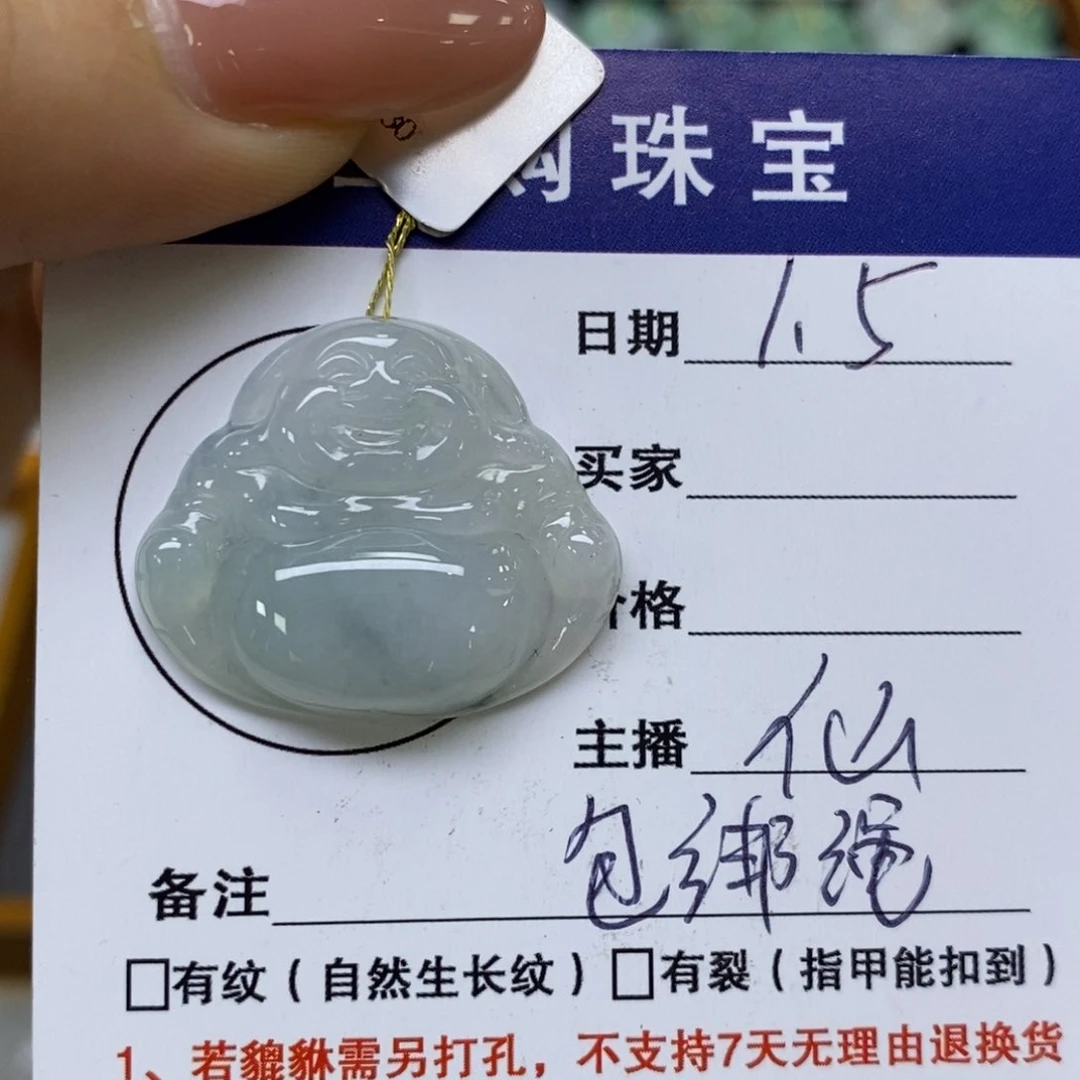 购珠宝
日期 1.5
买家
价格
主播 仙
包绑绳
备注
□有纹（自然生长纹）□有裂（指甲能扣到）
1、若貔貅需另打孔，不支持7天无理由退换货